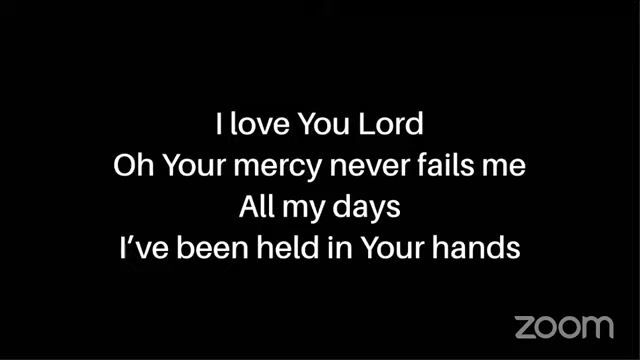 I love You Lord
Oh Your mercy never fails me
All my days
I've been held in Your hands
zoom